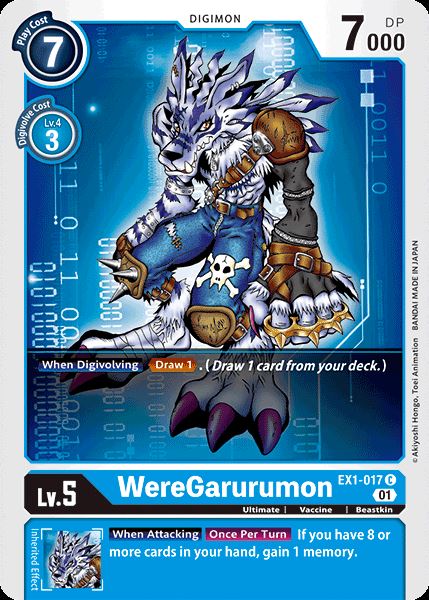 Play Cost
7
DIGIMON
DP
7000
Digivolve Cost
Lv.4
3
When Digivolving Draw 1 . (Draw 1 card from your deck.)
©Akiyoshi Hongo, Toei Animation BANDAI MADE IN JAPAN
Lv.5
WereGarurumon
EX1-017 C
01
Ultimate | Vaccine | Beastkin
Inherited Effect
When Attacking Once Per Turn If you have 8 or
more cards in your hand, gain 1 memory.